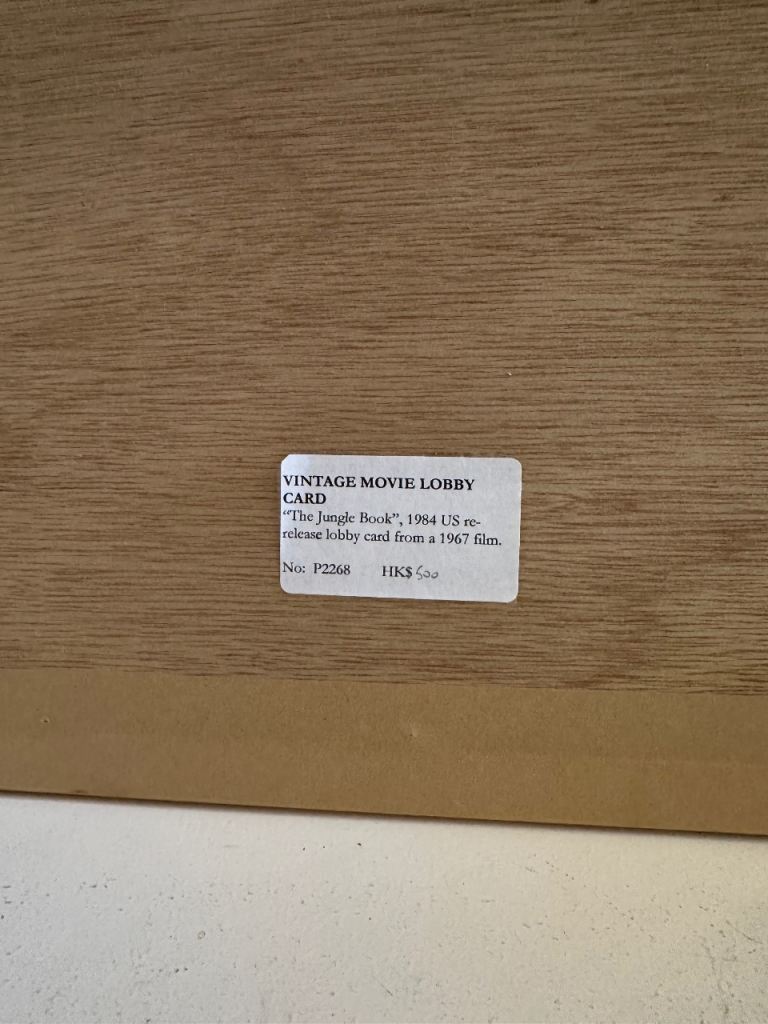 VINTAGE MOVIE LOBBY
CARD
“The Jungle Book”, 1984 US re-
release lobby card from a 1967 film.
No: P2268 HK$ 500